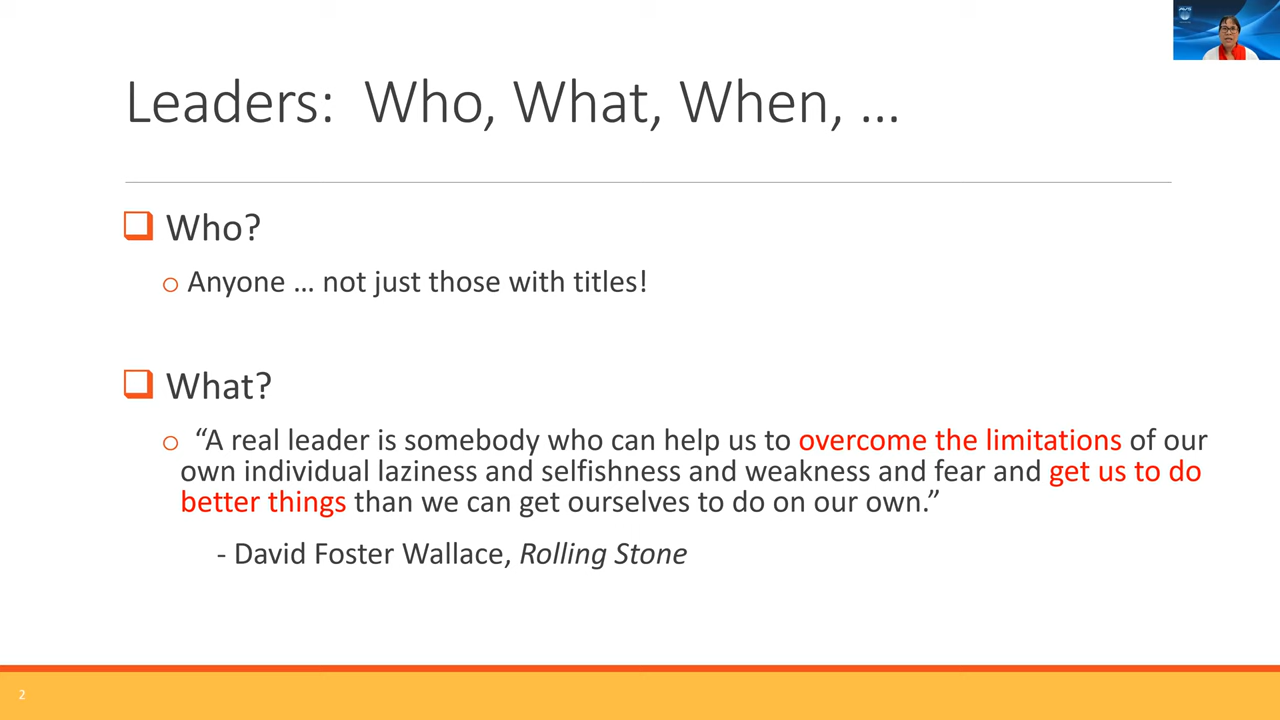 Leaders:  Who, What, When, …
Who?
Anyone … not just those with titles!
What?
“A real leader is somebody who can help us to overcome the limitations of our
own individual laziness and selfishness and weakness and fear and get us to do
better things than we can get ourselves to do on our own.”
- David Foster Wallace, Rolling Stone
2